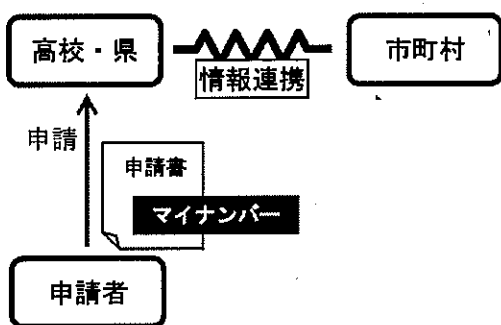 高校・県
市町村
情報連携
申請
申請書
マイナンバー
申請者